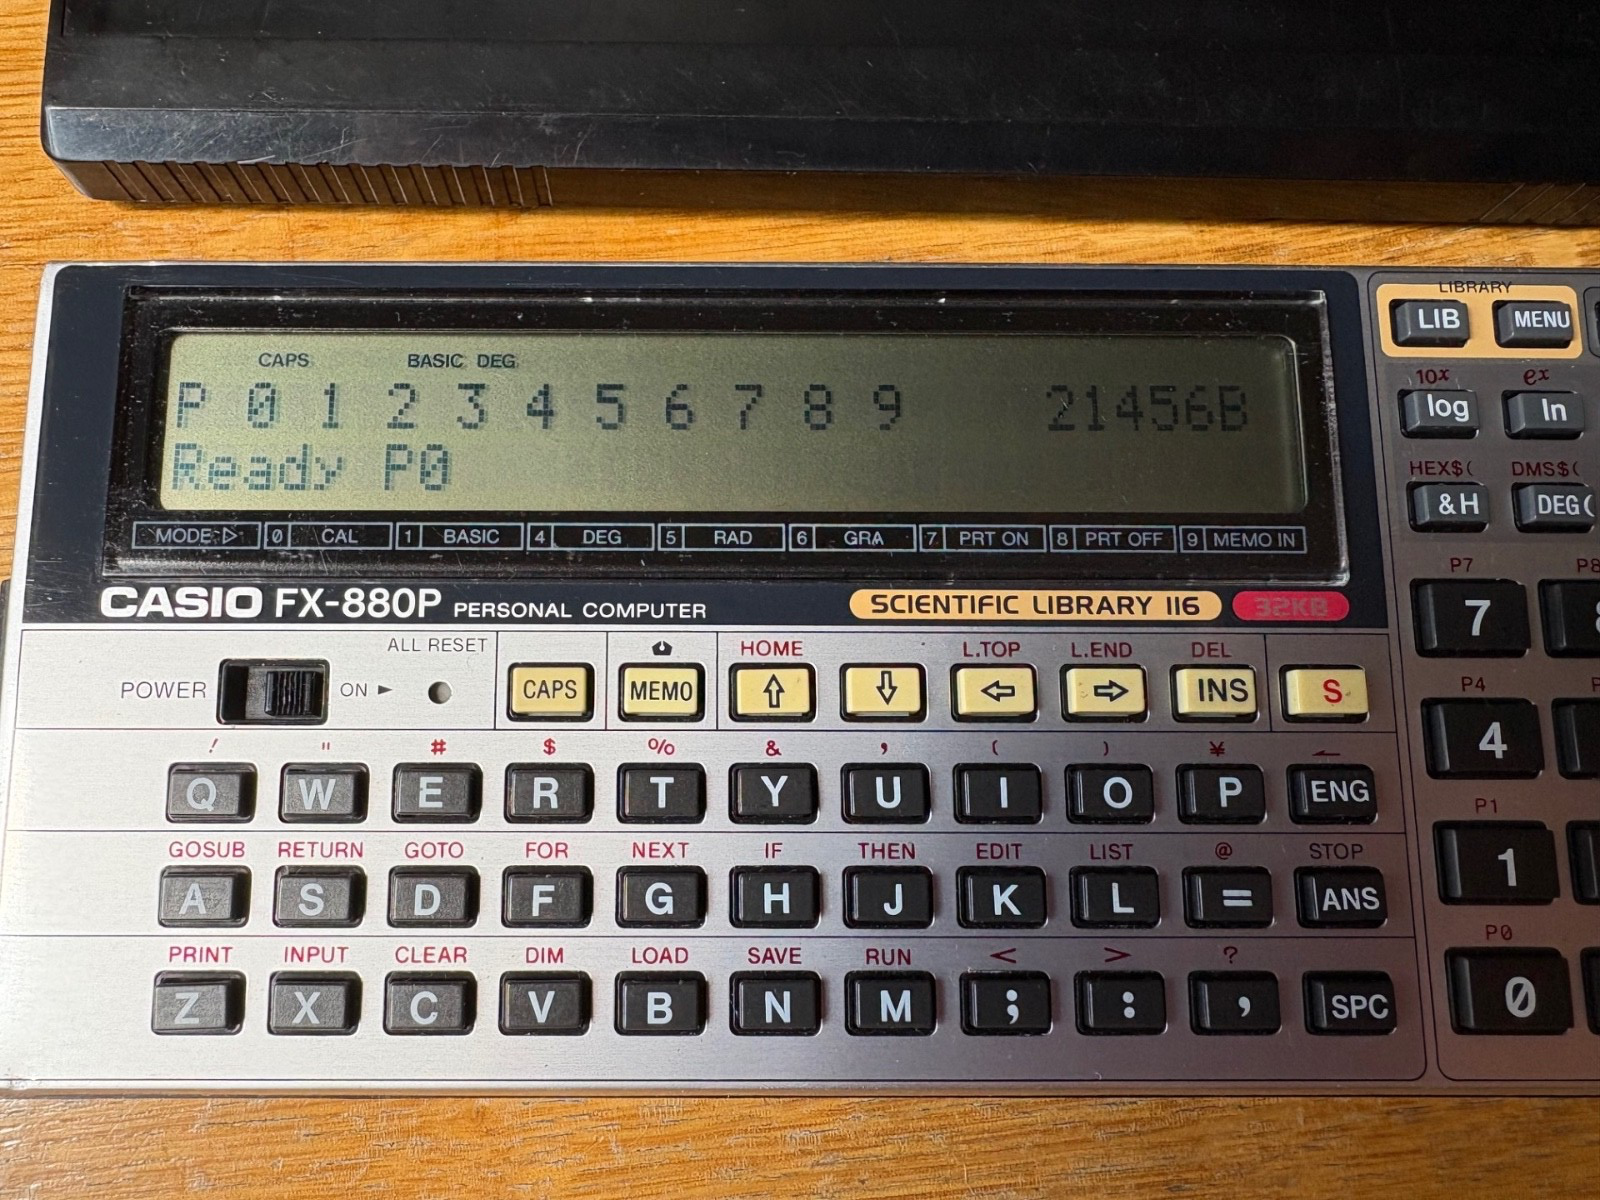 CAPS BASIC DEG
P 0 1 2 3 4 5 6 7 8 9 21456B
Ready P0
MODE ▷ 0 CAL 1 BASIC 4 DEG 5 RAD 6 GRA 7 PRT ON 8 PRT OFF 9 MEMO IN
CASIO FX-880P PERSONAL COMPUTER SCIENTIFIC LIBRARY 116 32KB
POWER ON ► ALL RESET
HOME L.TOP L.END DEL
CAPS MEMO ⇧ ⇩ ⇦ ⇨ INS S
! " # $ % & ' ( ) ¥ ←
Q W E R T Y U I O P ENG
GOSUB RETURN GOTO FOR NEXT IF THEN EDIT LIST @ STOP
A S D F G H J K L = ANS
PRINT INPUT CLEAR DIM LOAD SAVE RUN < > ?
Z X C V B N M ; : , SPC
LIBRARY
LIB MENU
10x ex
log ln
HEX$( DMS$(
&H DEG(
P7 P8
7
P4
4
P1
1
P0
0